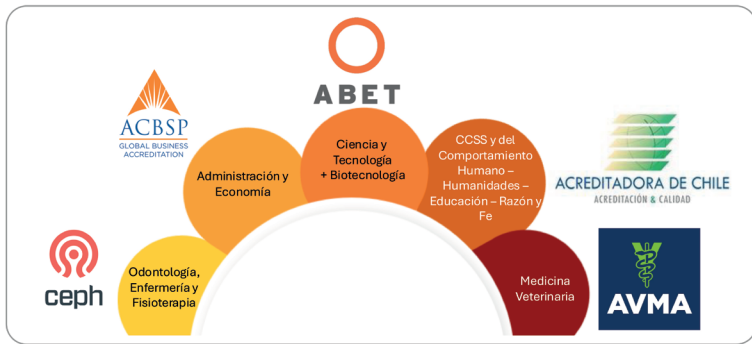 ABET
ACBSP
GLOBAL BUSINESS
ACCREDITATION
Administración y
Economía
Ciencia y
Tecnología
+ Biotecnología
CCSS y del
Comportamiento
Humano –
Humanidades –
Educación – Razón y
Fe
ACREDITADORA DE CHILE
ACREDITACIÓN & CALIDAD
ceph
Odontología,
Enfermería y
Fisioterapia
Medicina
Veterinaria
V
AVMA